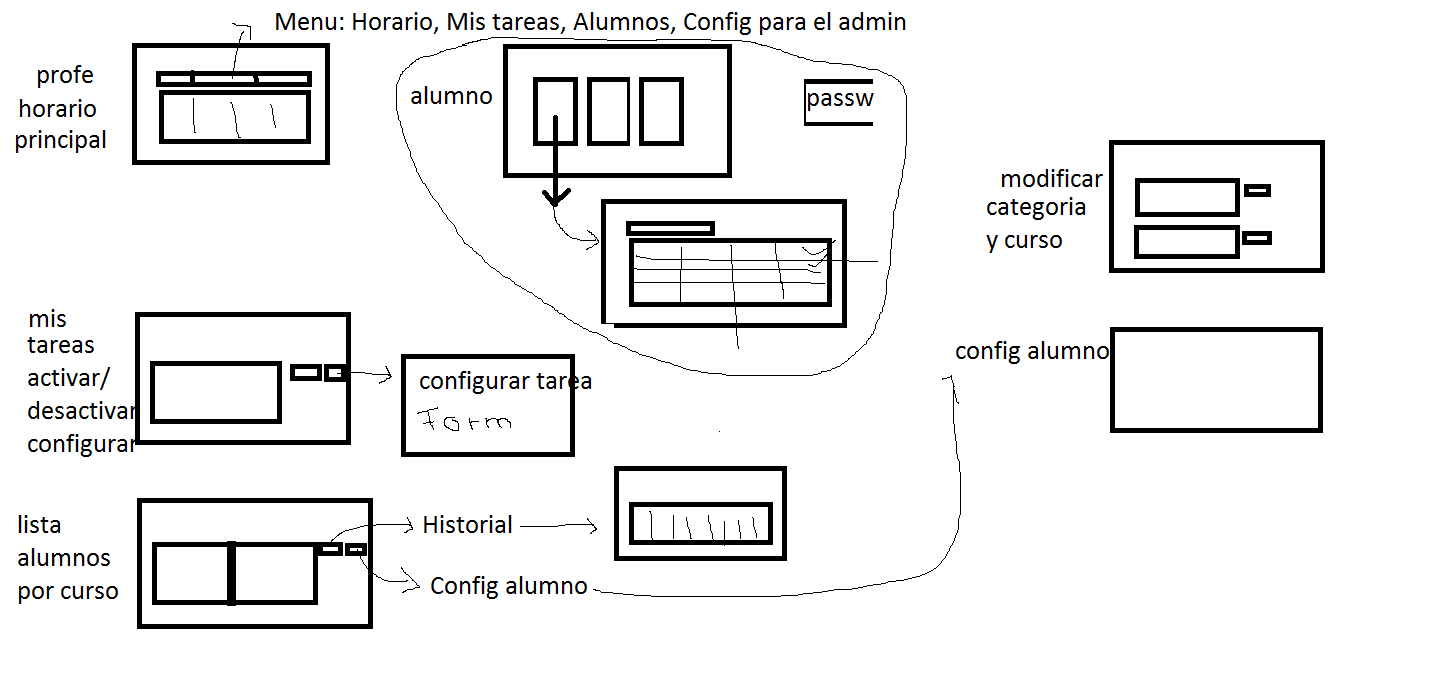 Menu: Horario, Mis tareas, Alumnos, Config para el admin
profe
horario
principal
alumno
passw
modificar
categoria
y curso
mis
tareas
activar/
desactivar
configurar
configurar tarea
Form
config alumno
lista
alumnos
por curso
Historial
Config alumno